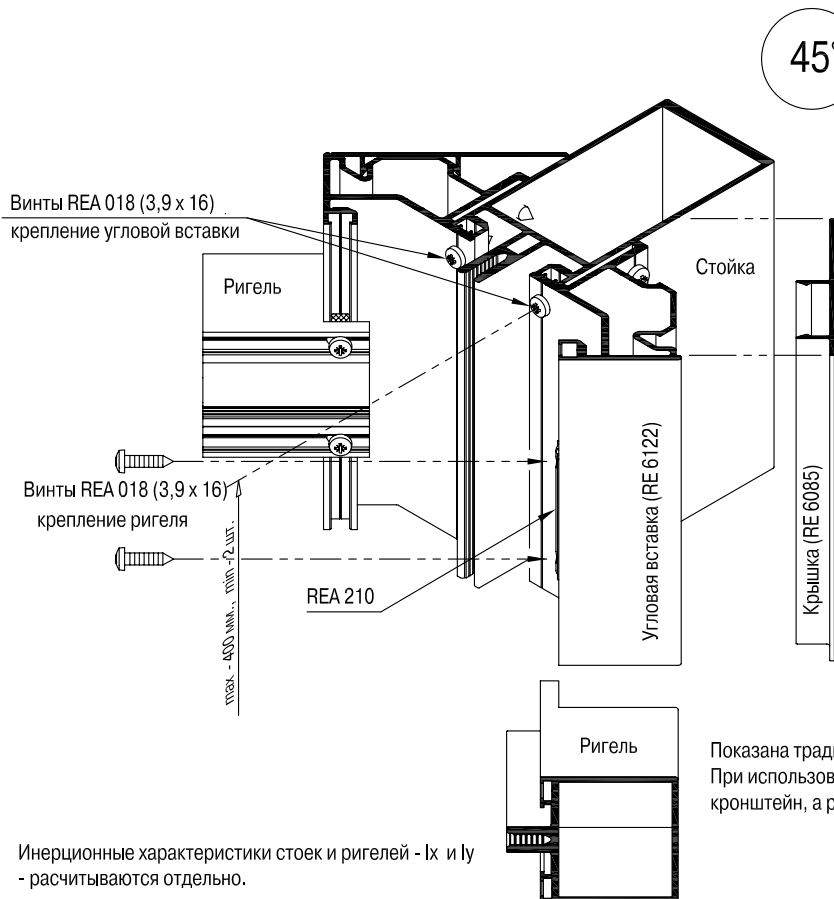 45°
Винты REA 018 (3,9 x 16)
крепление угловой вставки
Ригель
Стойка
Винты REA 018 (3,9 x 16)
крепление ригеля
max - 400 мм., min -2 шт.
REA 210
Угловая вставка (RE 6122)
Крышка (RE 6085)
Ригель
Показана
При
кронштейн, а
Инерционные характеристики стоек и ригелей - Ix и Iy
- расчитываются отдельно.